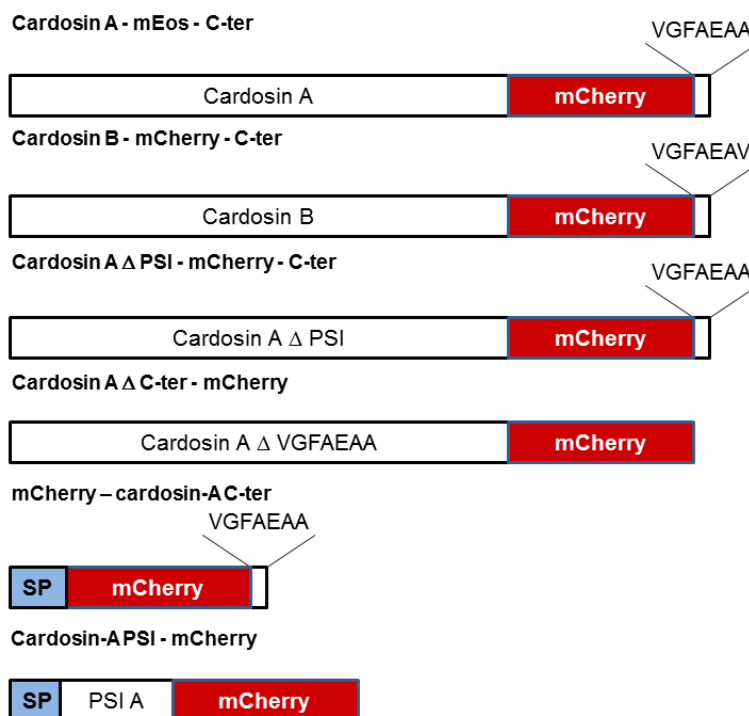 Cardosin A - mEos - C-ter
VGFAEAA
Cardosin A mCherry
Cardosin B - mCherry - C-ter
VGFAEAV
Cardosin B mCherry
Cardosin A Δ PSI - mCherry - C-ter
VGFAEAA
Cardosin A Δ PSI mCherry
Cardosin A Δ C-ter - mCherry
Cardosin A Δ VGFAEAA mCherry
mCherry – cardosin-A C-ter
VGFAEAA
SP mCherry
Cardosin-A PSI - mCherry
SP PSI A mCherry